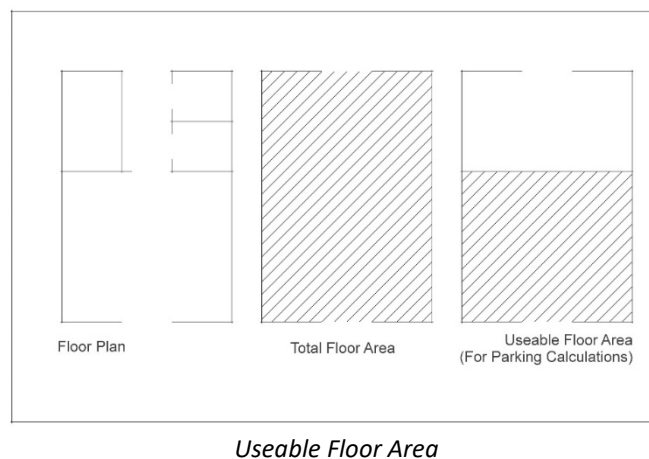 Floor Plan
Total Floor Area
Useable Floor Area
(For Parking Calculations)
Useable Floor Area